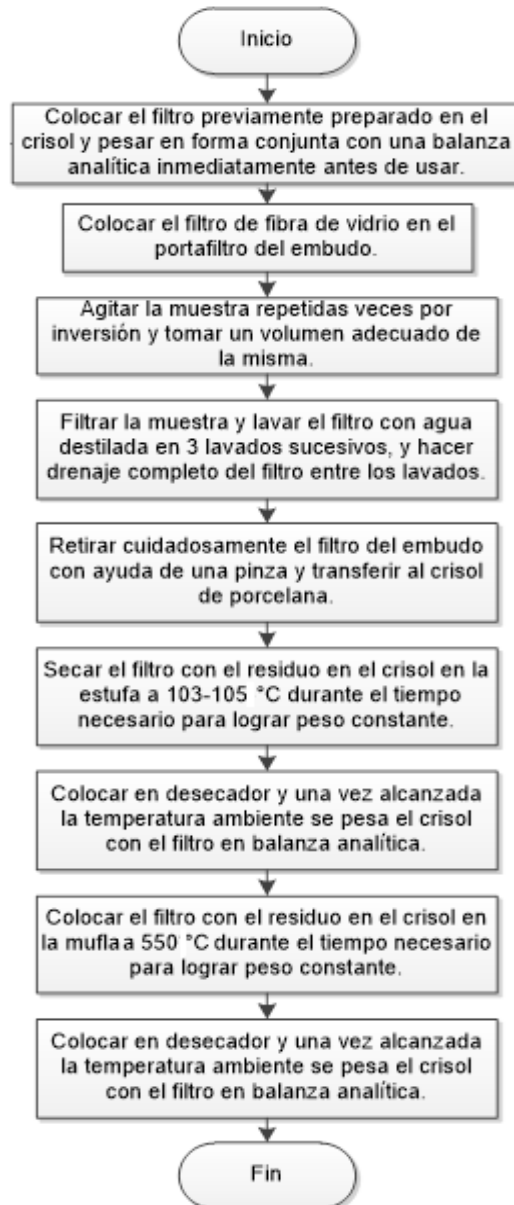 Inicio
Colocar el filtro previamente preparado en el
crisol y pesar en forma conjunta con una balanza
analítica inmediatamente antes de usar.
Colocar el filtro de fibra de vidrio en el
portafiltro del embudo.
Agitar la muestra repetidas veces por
inversión y tomar un volumen adecuado de
la misma.
Filtrar la muestra y lavar el filtro con agua
destilada en 3 lavados sucesivos, y hacer
drenaje completo del filtro entre los lavados.
Retirar cuidadosamente el filtro del embudo
con ayuda de una pinza y transferir al crisol
de porcelana.
Secar el filtro con el residuo en el crisol en la
estufa a 103-105 °C durante el tiempo
necesario para lograr peso constante.
Colocar en desecador y una vez alcanzada
la temperatura ambiente se pesa el crisol
con el filtro en balanza analítica.
Colocar el filtro con el residuo en el crisol en
la muflaa 550 °C durante el tiempo necesario
para lograr peso constante.
Colocar en desecador y una vez alcanzada
la temperatura ambiente se pesa el crisol
con el filtro en balanza analítica.
Fin